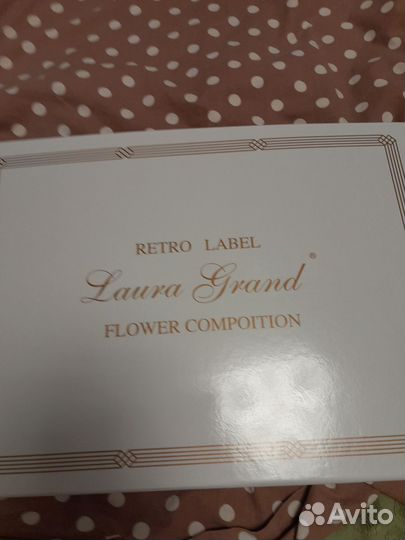 RETRO LABEL
Laura Grand®
FLOWER COMPOITION
Avito